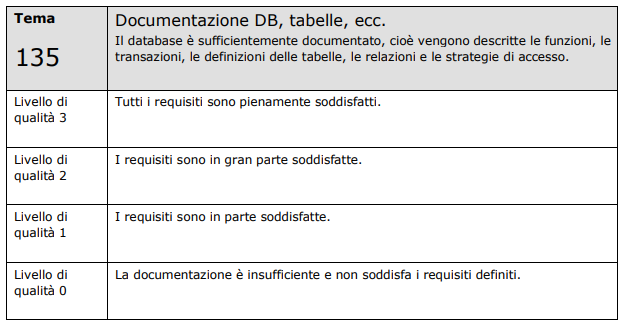 Tema
135
Documentazione DB, tabelle, ecc.
Il database è sufficientemente documentato, cioè vengono descritte le funzioni, le
transazioni, le definizioni delle tabelle, le relazioni e le strategie di accesso.
Livello di
qualità 3
Tutti i requisiti sono pienamente soddisfatti.
Livello di
qualità 2
I requisiti sono in gran parte soddisfatte.
Livello di
qualità 1
I requisiti sono in parte soddisfatte.
Livello di
qualità 0
La documentazione è insufficiente e non soddisfa i requisiti definiti.